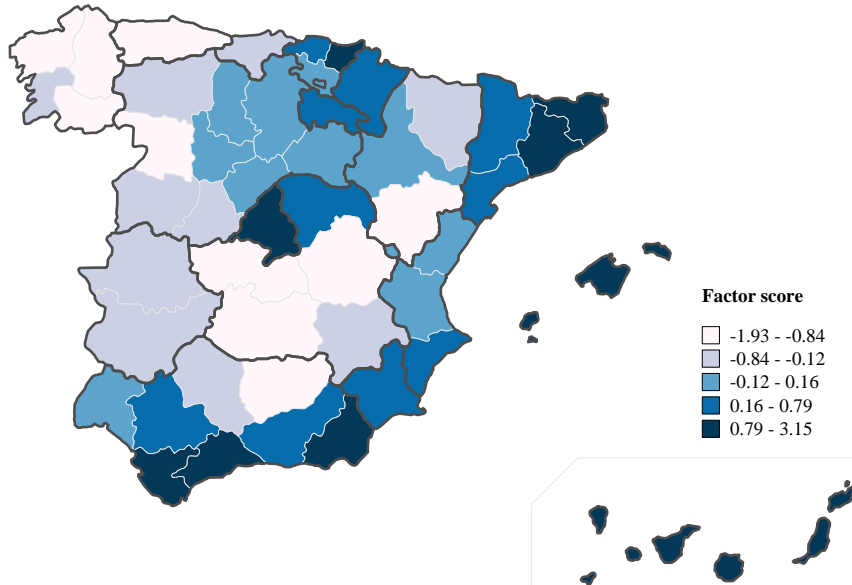 Factor score
-1.93 - -0.84
-0.84 - -0.12
-0.12 - 0.16
0.16 - 0.79
0.79 - 3.15